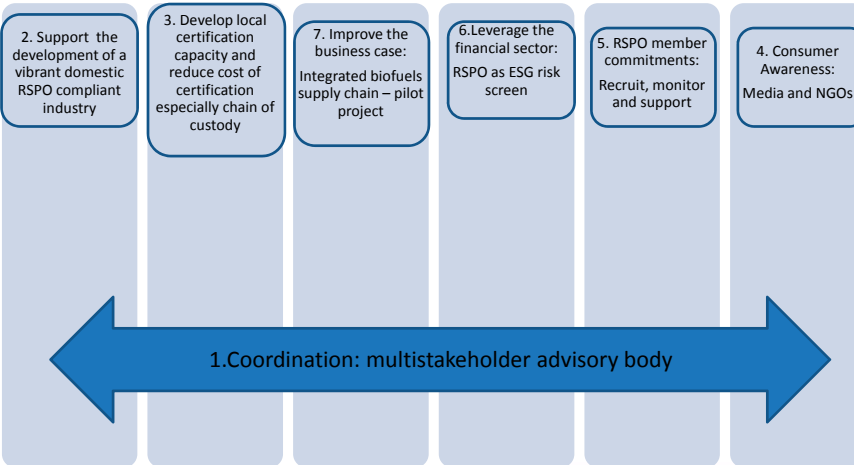 2. Support the
development of a
vibrant domestic
RSPO compliant
industry
3. Develop local
certification
capacity and
reduce cost of
certification
especially chain of
custody
7. Improve the
business case:
Integrated biofuels
supply chain – pilot
project
6.Leverage the
financial sector:
RSPO as ESG risk
screen
5. RSPO member
commitments:
Recruit, monitor
and support
4. Consumer
Awareness:
Media and NGOs
1.Coordination: multistakeholder advisory body